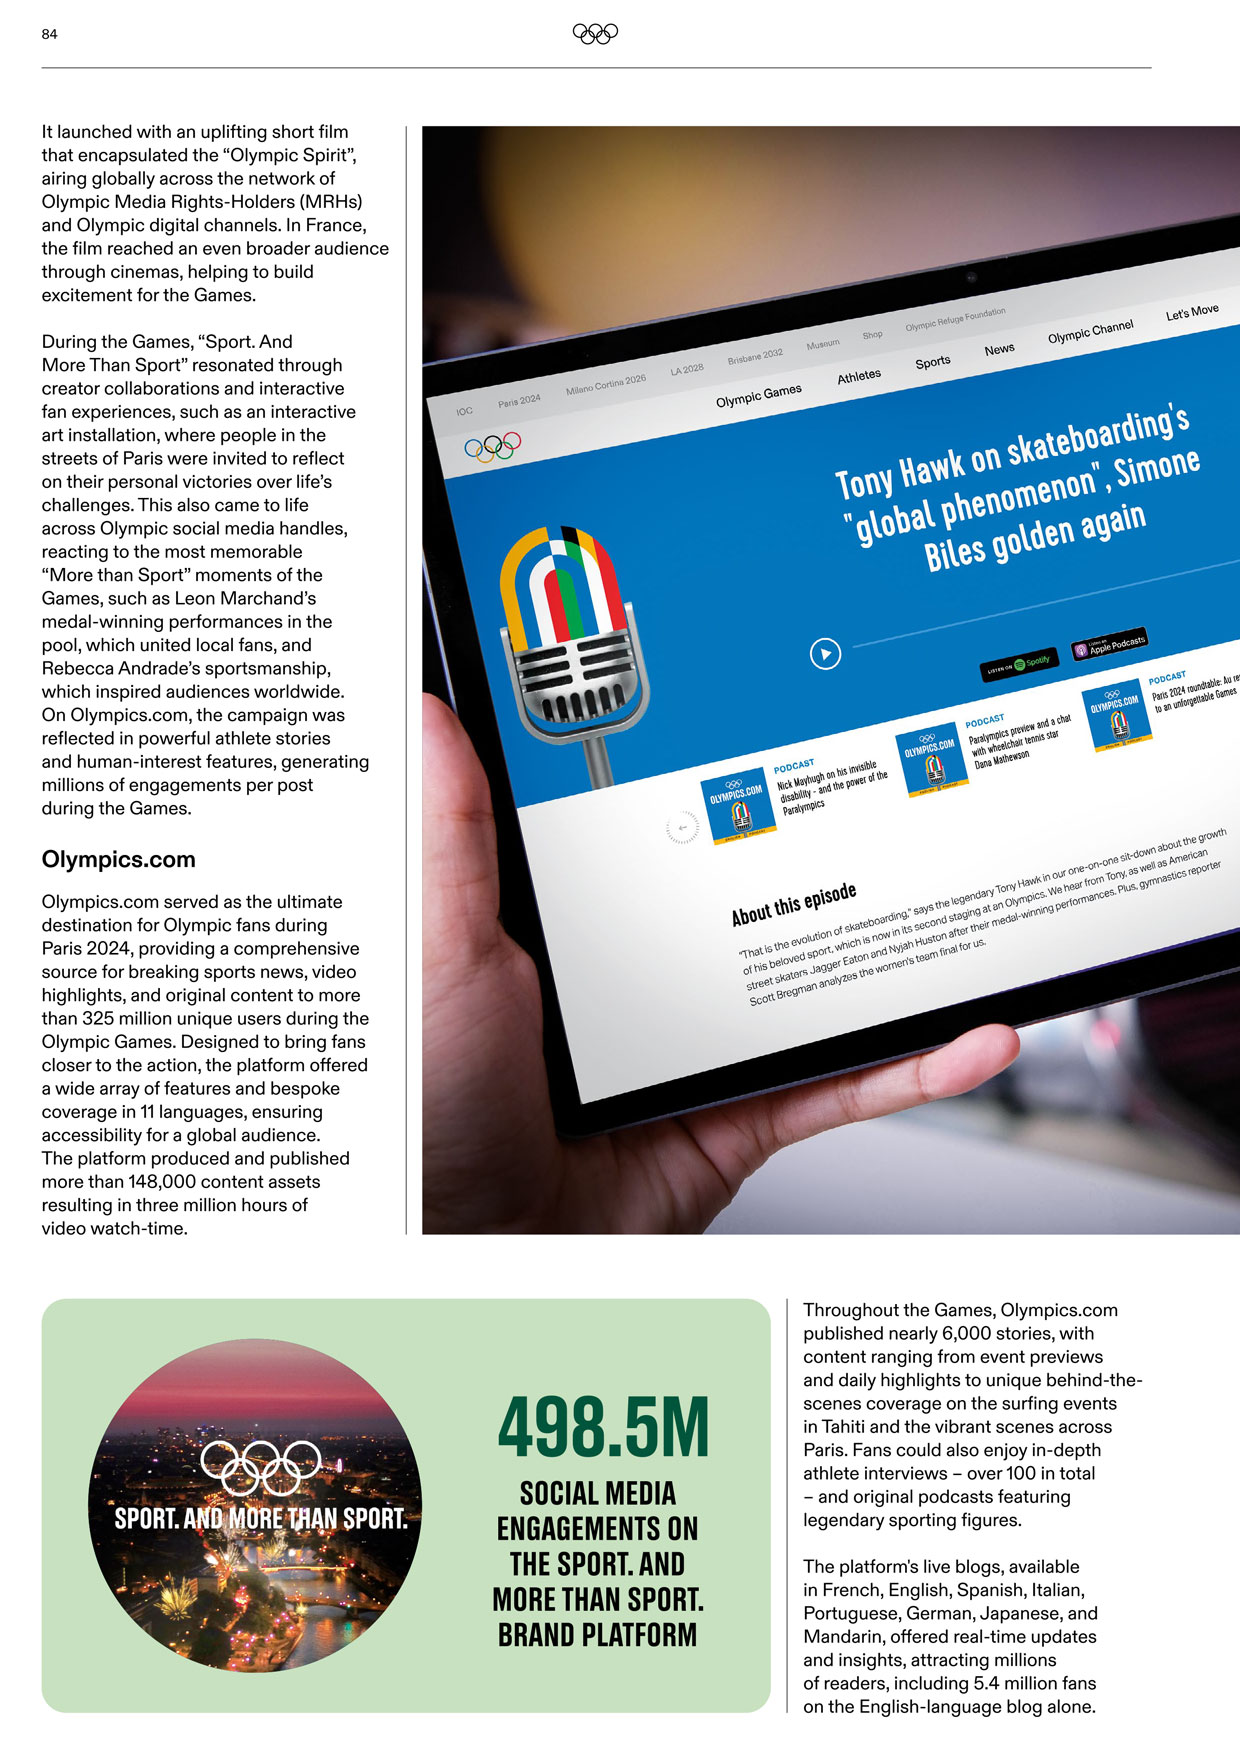 84
It launched with an uplifting short film
that encapsulated the “Olympic Spirit”,
airing globally across the network of
Olympic Media Rights-Holders (MRHs)
and Olympic digital channels. In France,
the film reached an even broader audience
through cinemas, helping to build
excitement for the Games.
During the Games, “Sport. And
More Than Sport” resonated through
creator collaborations and interactive
fan experiences, such as an interactive
art installation, where people in the
streets of Paris were invited to reflect
on their personal victories over life’s
challenges. This also came to life
across Olympic social media handles,
reacting to the most memorable
“More than Sport” moments of the
Games, such as Leon Marchand’s
medal-winning performances in the
pool, which united local fans, and
Rebecca Andrade’s sportsmanship,
which inspired audiences worldwide.
On Olympics.com, the campaign was
reflected in powerful athlete stories
and human-interest features, generating
millions of engagements per post
during the Games.
Olympics.com
Olympics.com served as the ultimate
destination for Olympic fans during
Paris 2024, providing a comprehensive
source for breaking sports news, video
highlights, and original content to more
than 325 million unique users during the
Olympic Games. Designed to bring fans
closer to the action, the platform offered
a wide array of features and bespoke
coverage in 11 languages, ensuring
accessibility for a global audience.
The platform produced and published
more than 148,000 content assets
resulting in three million hours of
video watch-time.
IOC Paris 2024 Milano Cortina 2026 LA 2028 Brisbane 2032 Museum Shop Olympic Refuge Foundation
Olympic Games Athletes Sports News Olympic Channel Let's Move
Tony Hawk on skateboarding's
"global phenomenon", Simone
Biles golden again
LISTEN ON Spotify
Listen on Apple Podcasts
OLYMPICS.COM
PODCAST
Nick Mayhugh on his invisible
disability - and the power of the
Paralympics
OLYMPICS.COM
PODCAST
Paralympics preview and a chat
with wheelchair tennis star
Dana Mathewson
OLYMPICS.COM
PODCAST
Paris 2024 roundtable: Au
to an unforgettable Games
About this episode
"That is the evolution of skateboarding," says the legendary Tony Hawk in our one-on-one sit-down about the growth
of his beloved sport, which is now in its second staging at an Olympics. We hear from Tony, as well as American
street skaters Jagger Eaton and Nyjah Huston after their medal-winning performances. Plus, gymnastics reporter
Scott Bregman analyzes the women's team final for us.
SPORT. AND MORE THAN SPORT.
498.5M
SOCIAL MEDIA
ENGAGEMENTS ON
THE SPORT. AND
MORE THAN SPORT.
BRAND PLATFORM
Throughout the Games, Olympics.com
published nearly 6,000 stories, with
content ranging from event previews
and daily highlights to unique behind-the-
scenes coverage on the surfing events
in Tahiti and the vibrant scenes across
Paris. Fans could also enjoy in-depth
athlete interviews – over 100 in total
– and original podcasts featuring
legendary sporting figures.
The platform's live blogs, available
in French, English, Spanish, Italian,
Portuguese, German, Japanese, and
Mandarin, offered real-time updates
and insights, attracting millions
of readers, including 5.4 million fans
on the English-language blog alone.